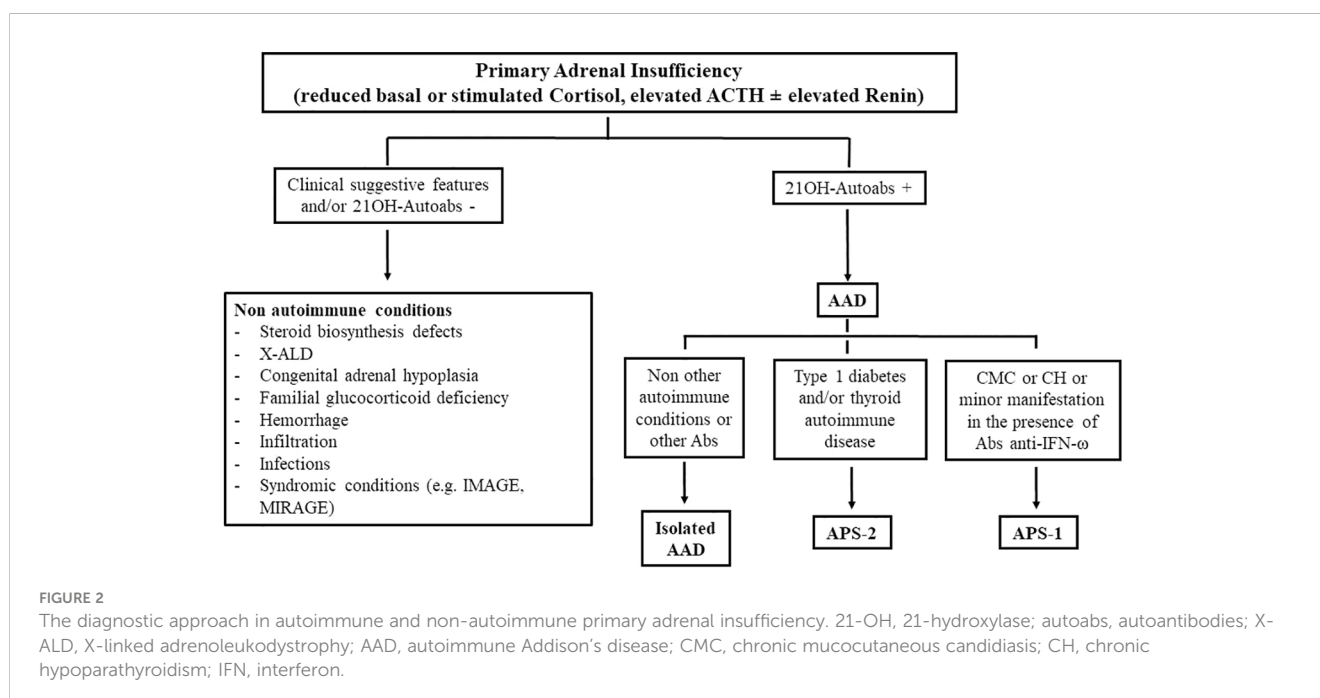 Primary Adrenal Insufficiency
(reduced basal or stimulated Cortisol, elevated ACTH ± elevated Renin)
Clinical suggestive features
and/or 21OH-Autoabs -
21OH-Autoabs +
Non autoimmune conditions
- Steroid biosynthesis defects
- X-ALD
- Congenital adrenal hypoplasia
- Familial glucocorticoid deficiency
- Hemorrhage
- Infiltration
- Infections
- Syndromic conditions (e.g. IMAGE,
MIRAGE)
AAD
Non other
autoimmune
conditions or
other Abs
Type 1 diabetes
and/or thyroid
autoimmune
disease
CMC or CH or
minor manifestation
in the presence of
Abs anti-IFN-ω
Isolated
AAD
APS-2
APS-1
FIGURE 2
The diagnostic approach in autoimmune and non-autoimmune primary adrenal insufficiency. 21-OH, 21-hydroxylase; autoabs, autoantibodies; X-
ALD, X-linked adrenoleukodystrophy; AAD, autoimmune Addison's disease; CMC, chronic mucocutaneous candidiasis; CH, chronic
hypoparathyroidism; IFN, interferon.